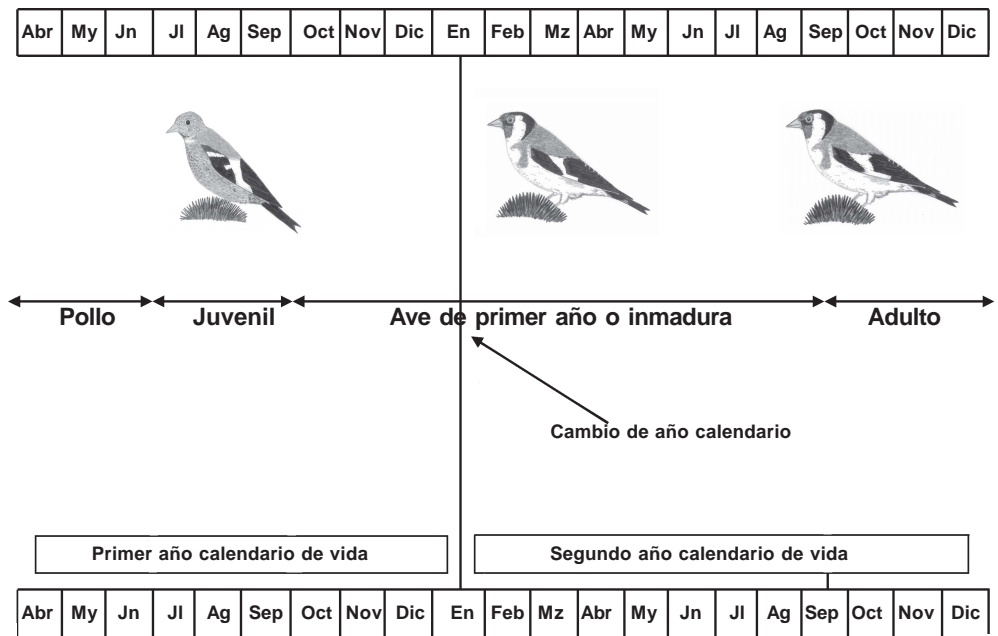 Abr My Jn Jl Ag Sep Oct Nov Dic En Feb Mz Abr My Jn Jl Ag Sep Oct Nov Dic
Pollo Juvenil Ave de primer año o inmadura Adulto
Cambio de año calendario
Primer año calendario de vida Segundo año calendario de vida
Abr My Jn Jl Ag Sep Oct Nov Dic En Feb Mz Abr My Jn Jl Ag Sep Oct Nov Dic